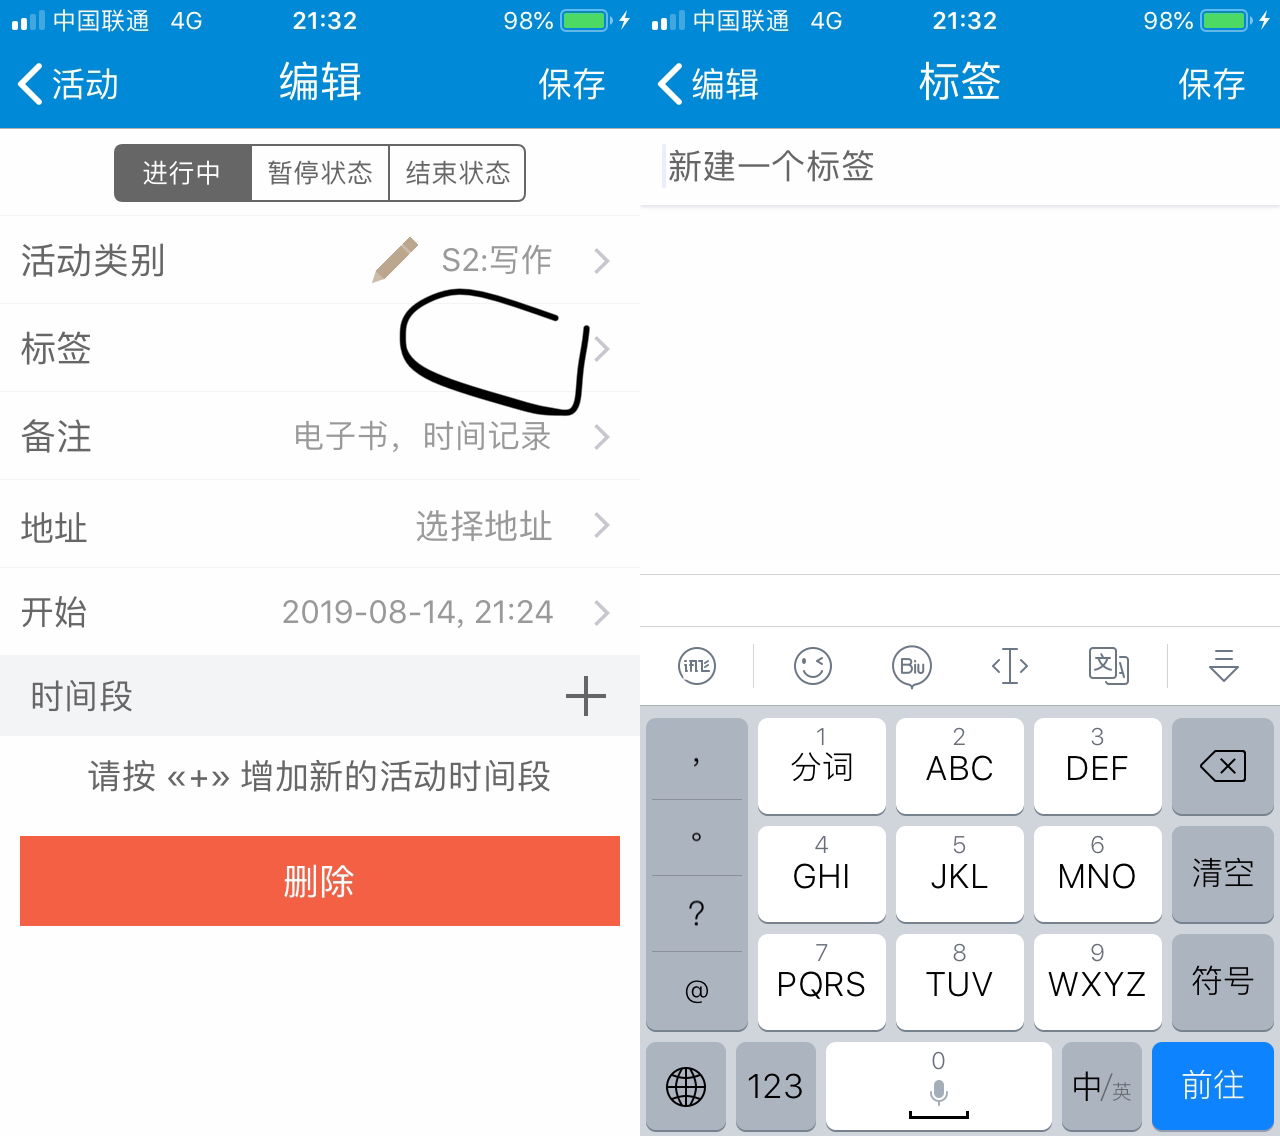 中国联通 4G 21:32 98%
活动 编辑 保存
进行中 暂停状态 结束状态
活动类别 S2:写作
标签
备注 电子书，时间记录
地址 选择地址
开始 2019-08-14, 21:24
时间段
请按 «+» 增加新的活动时间段
删除
中国联通 4G 21:32 98%
编辑 标签 保存
新建一个标签
讯飞 Biu 文A
， 1 2 3
分词 ABC DEF
。 4 5 6
GHI JKL MNO 清空
? 7 8 9
@ PQRS TUV WXYZ 符号
0
123 中/英 前往